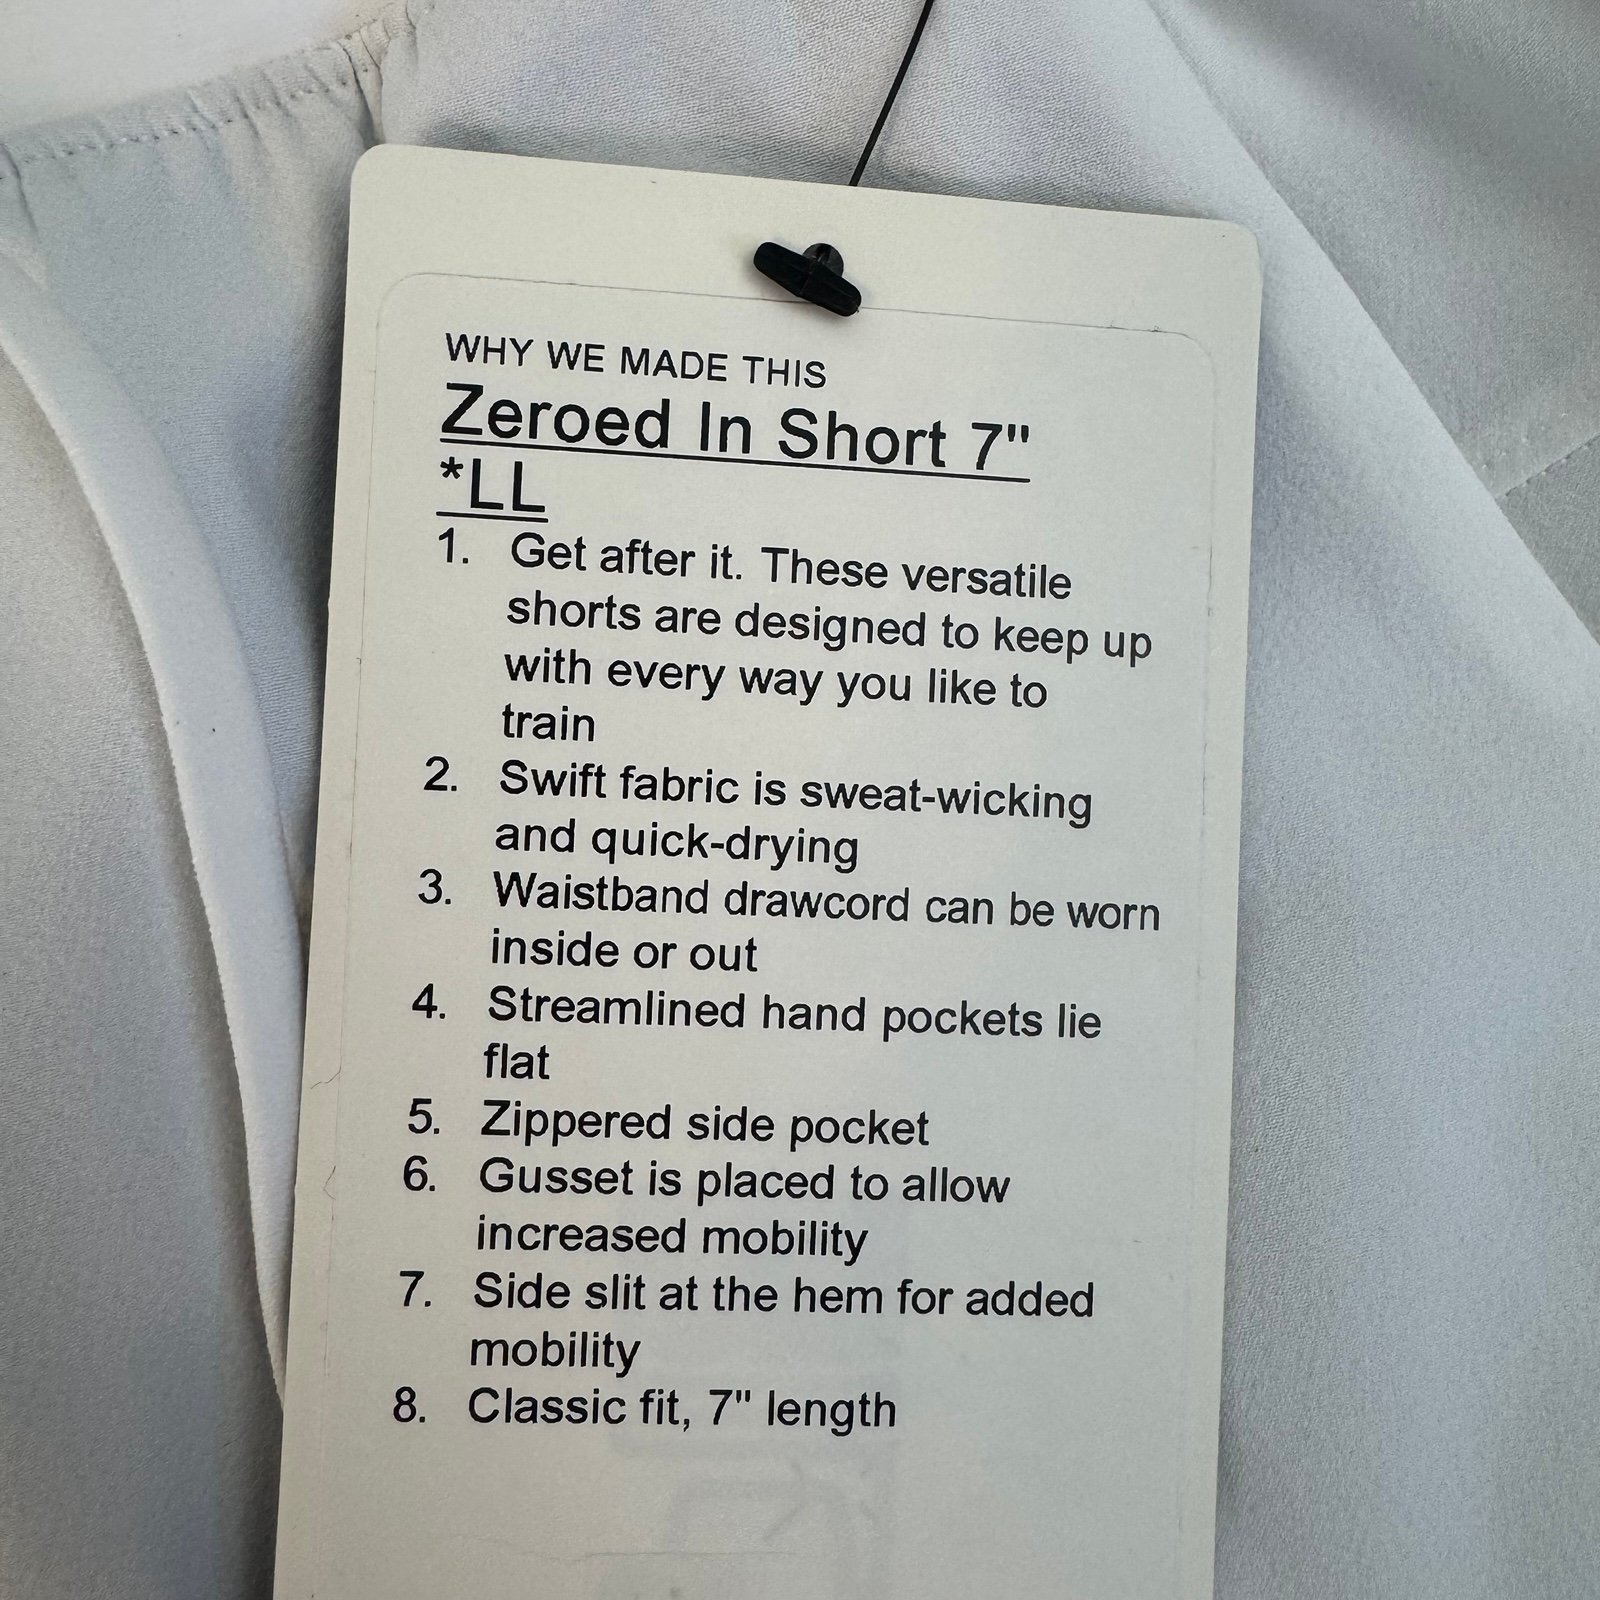 WHY WE MADE THIS
Zeroed In Short 7"
*LL
1. Get after it. These versatile
shorts are designed to keep up
with every way you like to
train
2. Swift fabric is sweat-wicking
and quick-drying
3. Waistband drawcord can be worn
inside or out
4. Streamlined hand pockets lie
flat
5. Zippered side pocket
6. Gusset is placed to allow
increased mobility
7. Side slit at the hem for added
mobility
8. Classic fit, 7" length